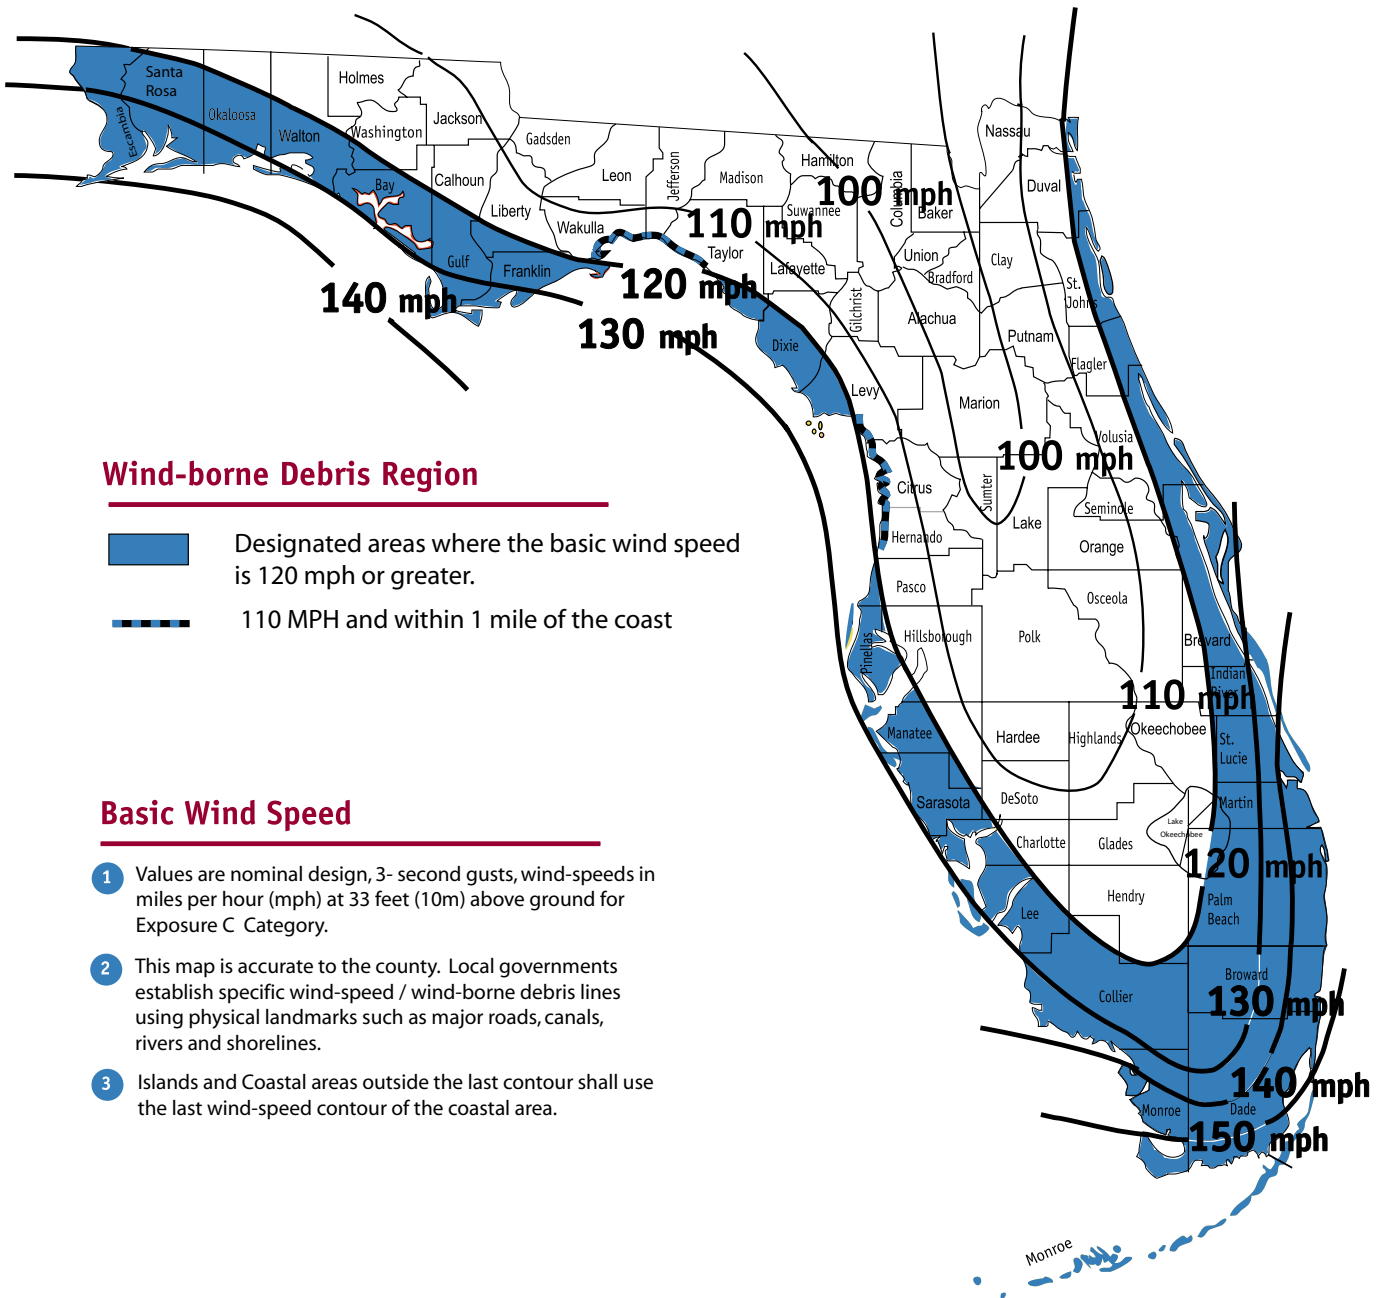 Santa
Rosa
Escambia
Okaloosa
Walton
Holmes
Washington
Jackson
Bay
Calhoun
Gulf
Liberty
Franklin
Gadsden
Leon
Wakulla
Jefferson
Madison
Taylor
Hamilton
Suwannee
Lafayette
Columbia
Baker
Nassau
Duval
Union
Bradford
Clay
St.
Johns
Gilchrist
Alachua
Putnam
Flagler
Dixie
Levy
Marion
Volusia
100 mph
110 mph
120 mph
130 mph
140 mph
100 mph
Citrus
Sumter
Lake
Seminole
Hernando
Orange
Pasco
Osceola
Pinellas
Hillsborough
Polk
Brevard
Indian
River
110 mph
Manatee
Hardee
Highlands
Okeechobee
St.
Lucie
Sarasota
DeSoto
Martin
Lake
Okeechobee
Charlotte
Glades
120 mph
Lee
Hendry
Palm
Beach
Collier
Broward
130 mph
140 mph
Monroe
Dade
150 mph
Monroe
Wind-borne Debris Region
Designated areas where the basic wind speed
is 120 mph or greater.
110 MPH and within 1 mile of the coast
Basic Wind Speed
1 Values are nominal design, 3- second gusts, wind-speeds in
miles per hour (mph) at 33 feet (10m) above ground for
Exposure C Category.
2 This map is accurate to the county. Local governments
establish specific wind-speed / wind-borne debris lines
using physical landmarks such as major roads, canals,
rivers and shorelines.
3 Islands and Coastal areas outside the last contour shall use
the last wind-speed contour of the coastal area.